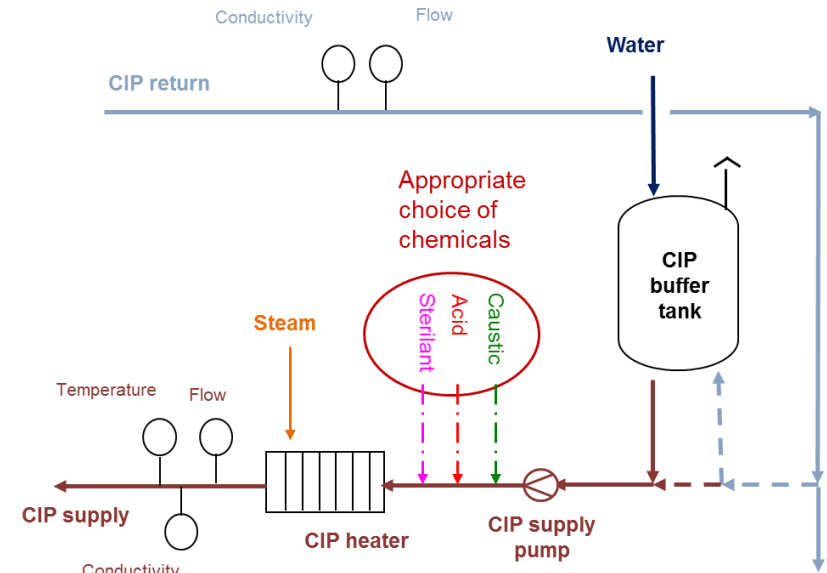 Conductivity
Flow
CIP return
Water
Appropriate
choice of
chemicals
CIP
buffer
tank
Sterilant
Acid
Caustic
Steam
Temperature
Flow
CIP supply
CIP heater
CIP supply
pump
Conductivity